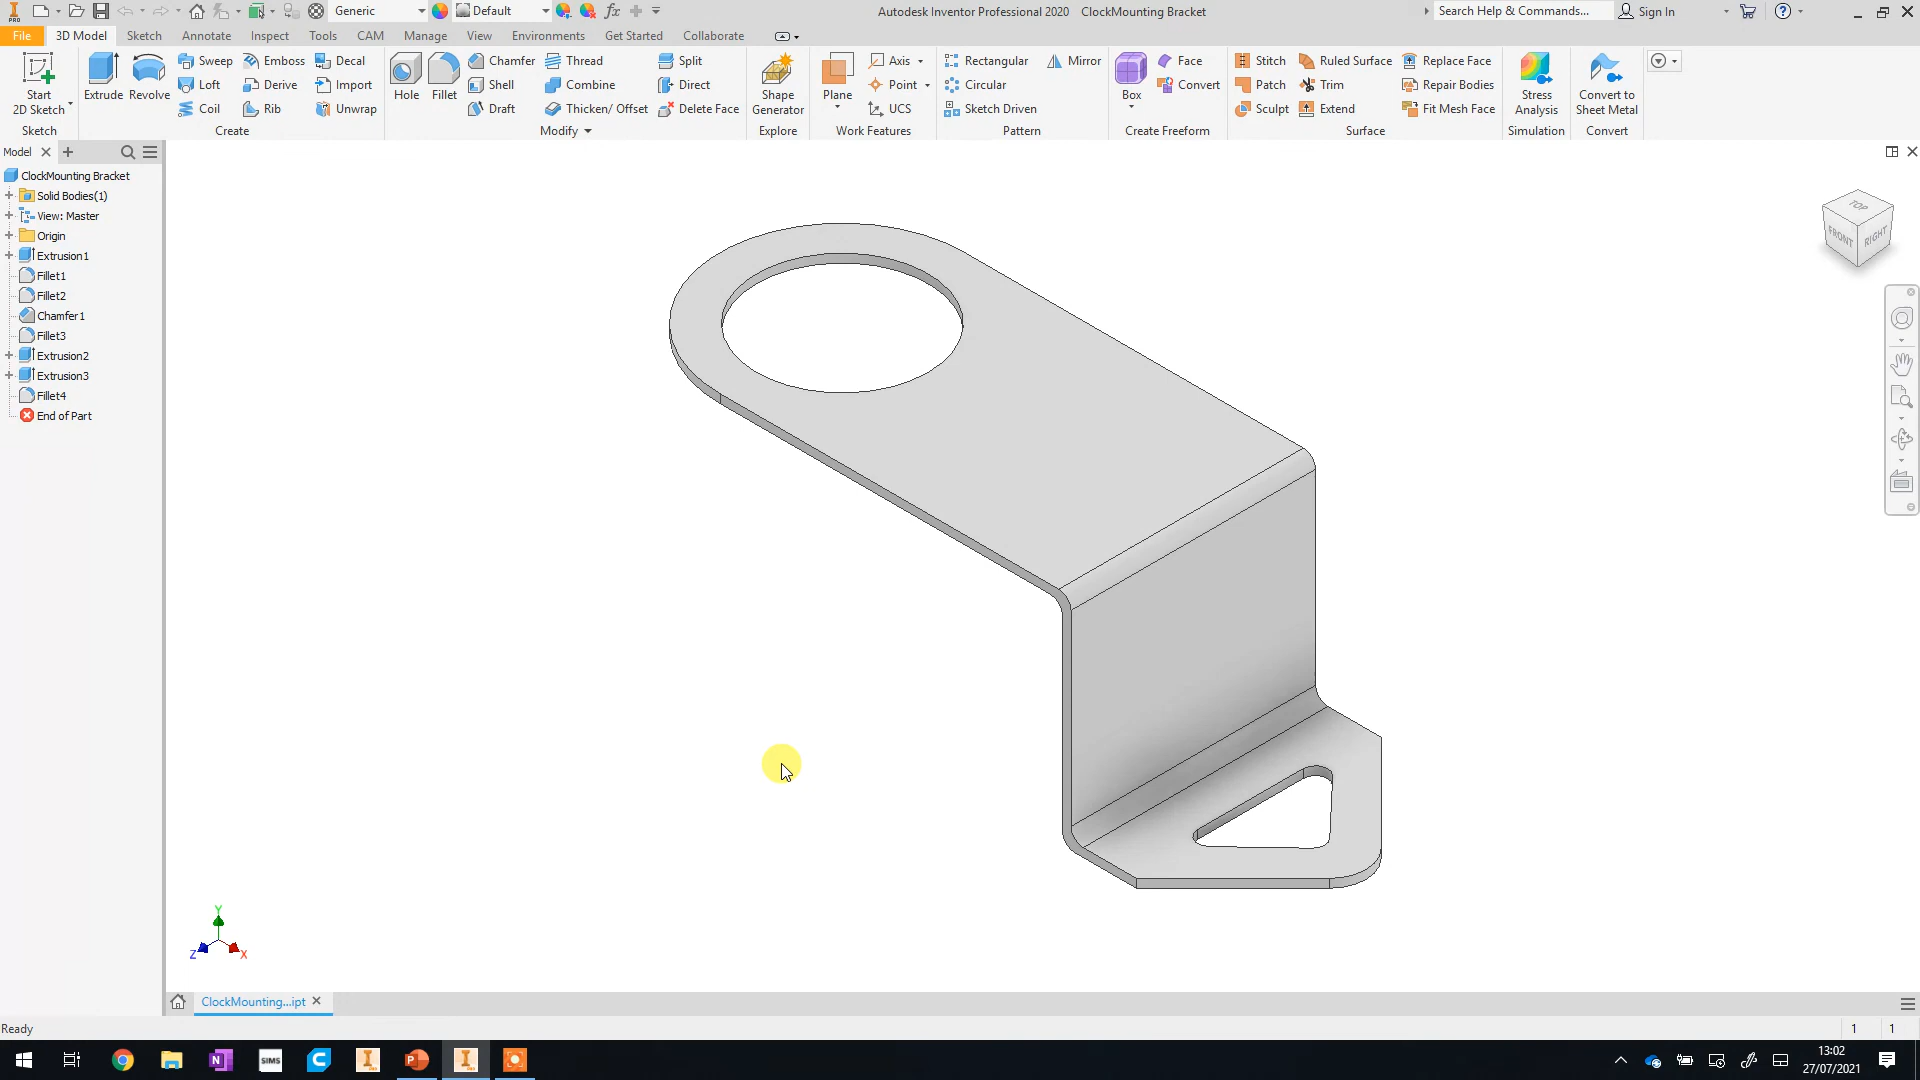 Generic Default fx Autodesk Inventor Professional 2020 ClockMounting Bracket Search Help & Commands... Sign In
File 3D Model Sketch Annotate Inspect Tools CAM Manage View Environments Get Started Collaborate
Sweep Emboss Decal Chamfer Thread Split Axis Rectangular Mirror Face Stitch Ruled Surface Replace Face
Start 2D Sketch Extrude Revolve Loft Derive Import Hole Fillet Shell Combine Direct Shape Generator Plane Point Circular Box Convert Patch Trim Repair Bodies Stress Analysis Convert to Sheet Metal
Coil Rib Unwrap Draft Thicken/ Offset Delete Face UCS Sketch Driven Sculpt Extend Fit Mesh Face
Sketch Create Modify Explore Work Features Pattern Create Freeform Surface Simulation Convert
Model
ClockMounting Bracket
Solid Bodies(1)
View: Master
Origin
Extrusion1
Fillet1
Fillet2
Chamfer1
Fillet3
Extrusion2
Extrusion3
Fillet4
End of Part
TOP
FRONT RIGHT
Y
Z X
ClockMounting...ipt
Ready 1 1
SIMS
13:02
27/07/2021